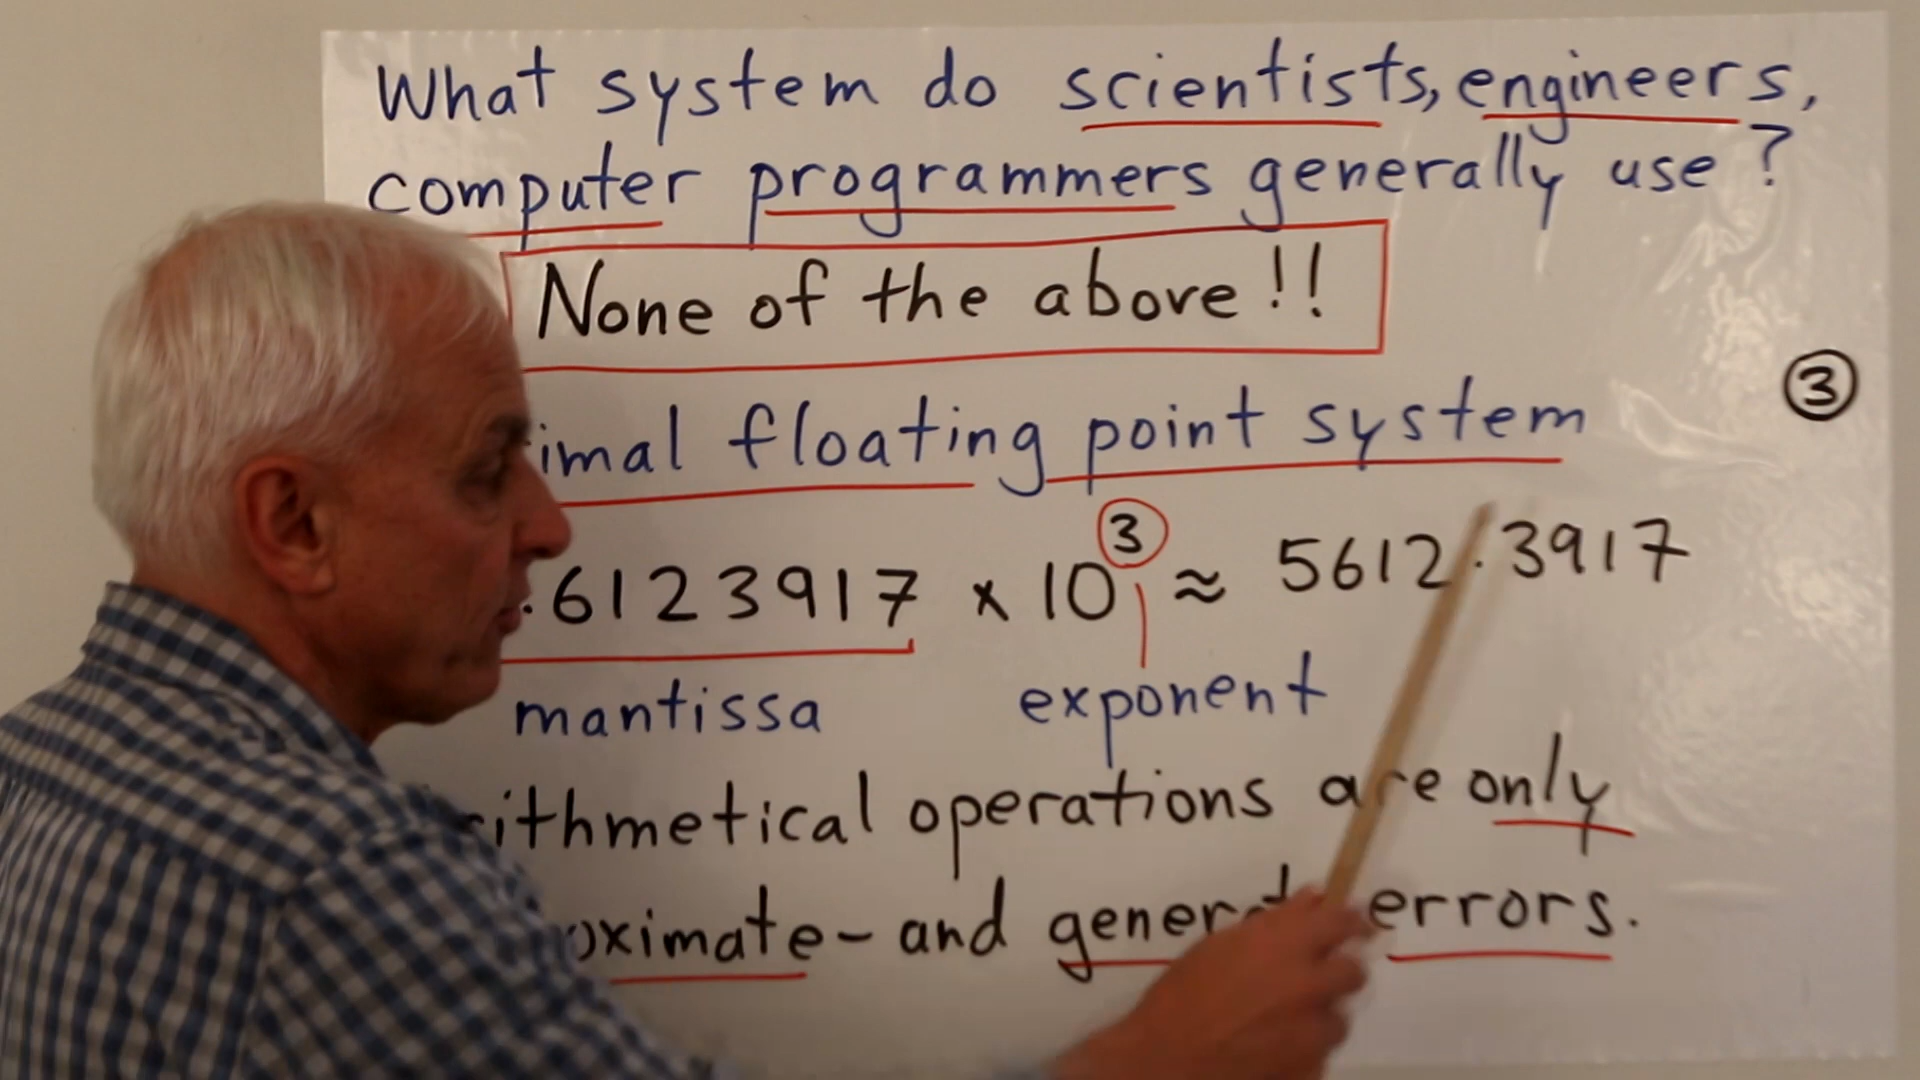 What system do scientists, engineers,
computer programmers generally use?
None of the above!!
imal floating point system
3
.6123917 × 10³ ≈ 5612.3917
mantissa exponent
ithmetical operations are only
oximate - and generate errors.